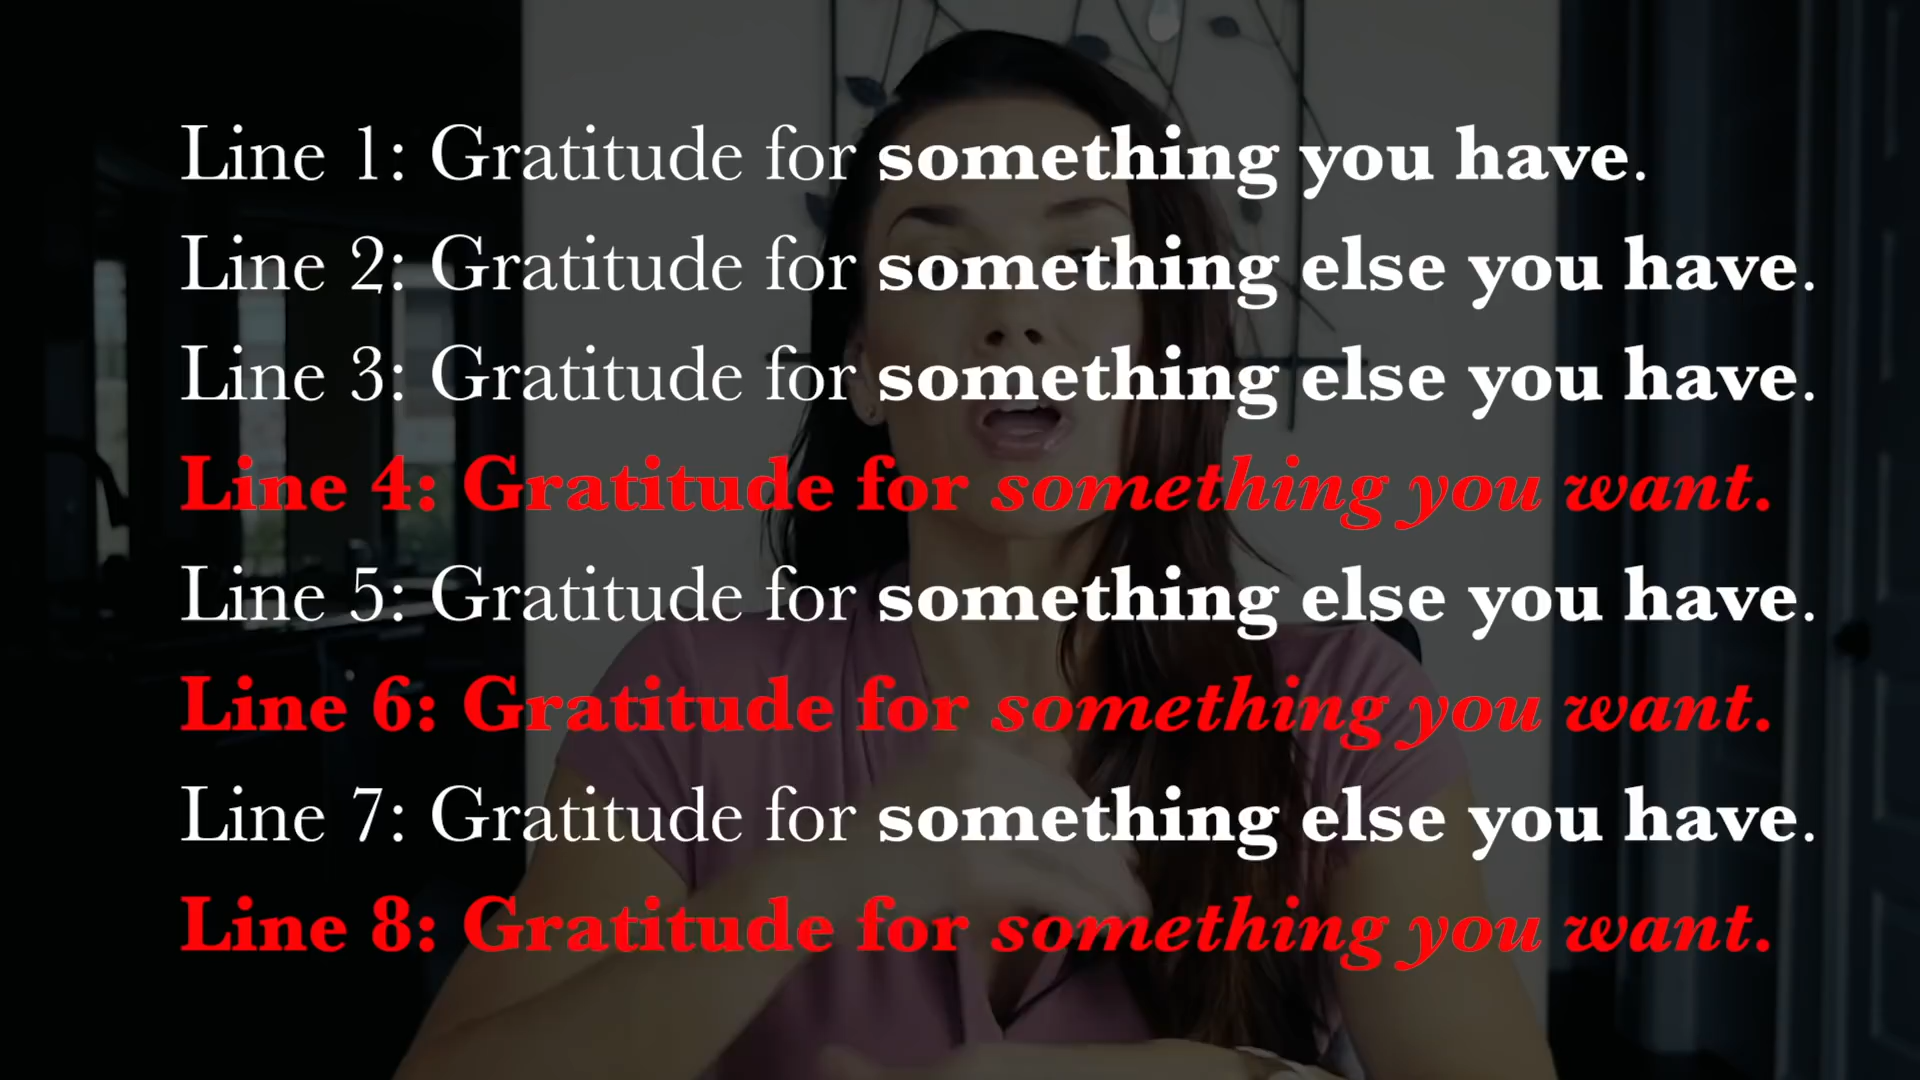 Line 1: Gratitude for something you have.
Line 2: Gratitude for something else you have.
Line 3: Gratitude for something else you have.
Line 4: Gratitude for something you want.
Line 5: Gratitude for something else you have.
Line 6: Gratitude for something you want.
Line 7: Gratitude for something else you have.
Line 8: Gratitude for something you want.